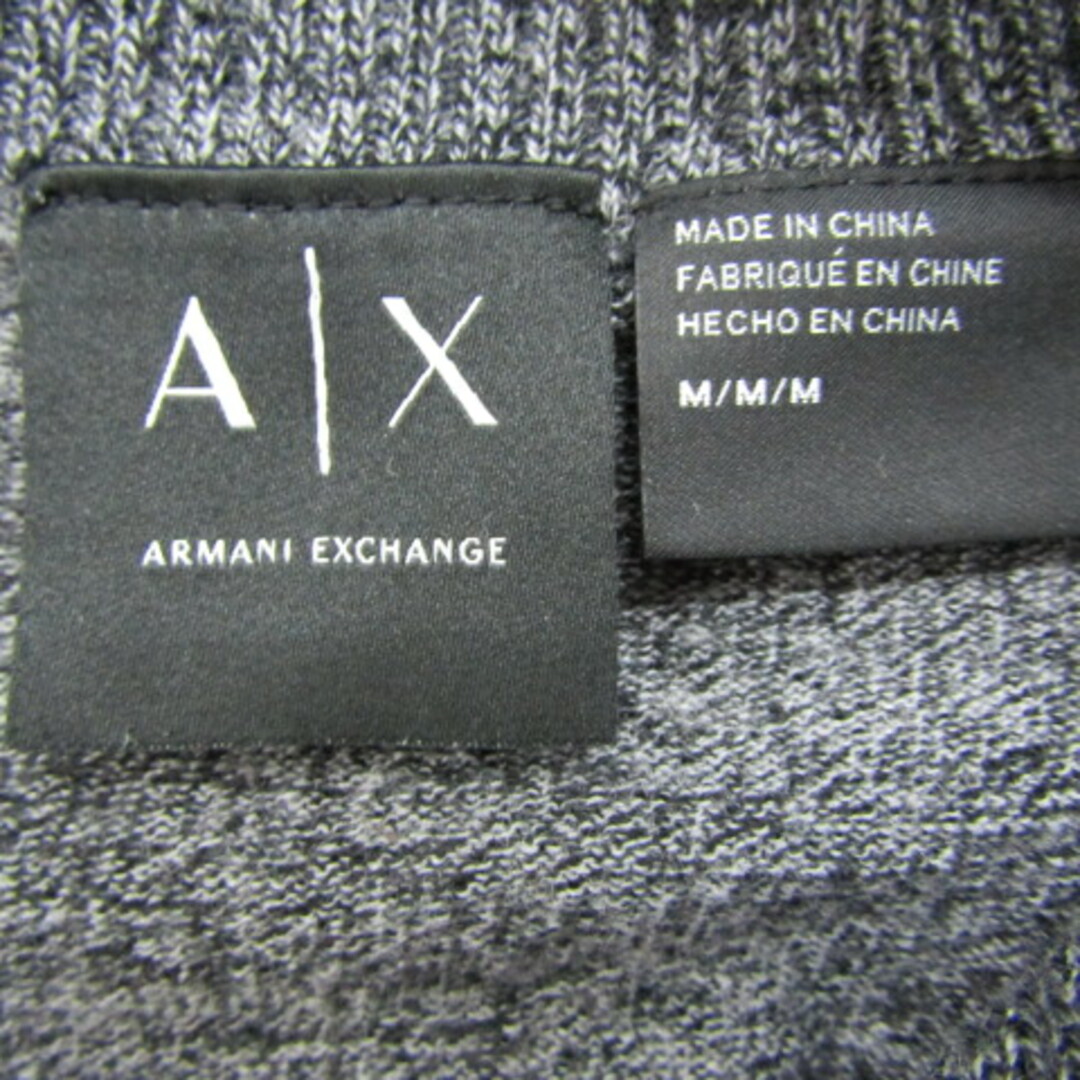 A|X
ARMANI EXCHANGE
MADE IN CHINA
FABRIQUÉ EN CHINE
HECHO EN CHINA
M/M/M